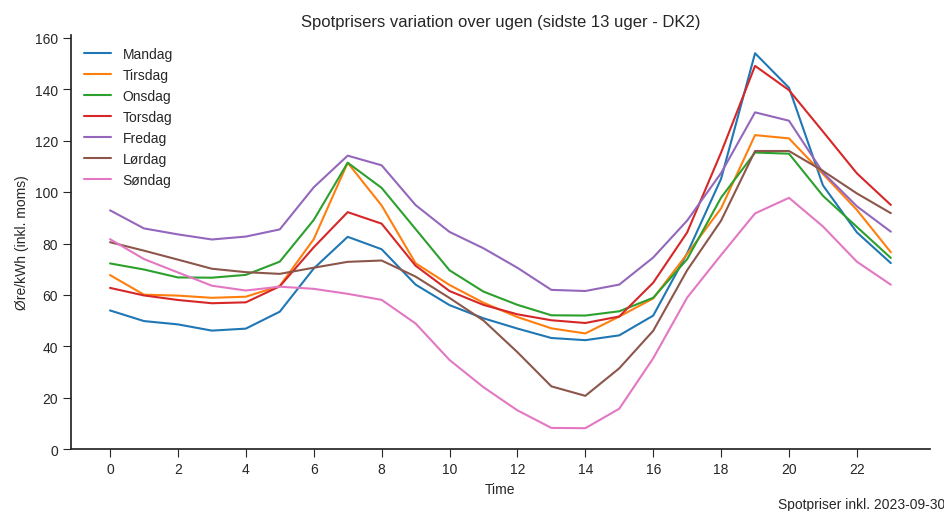 Spotprisers variation over ugen (sidste 13 uger - DK2)
160
140
120
100
80
60
40
20
0
Øre/kWh (inkl. moms)
Mandag
Tirsdag
Onsdag
Torsdag
Fredag
Lørdag
Søndag
0 2 4 6 8 10 12 14 16 18 20 22
Time
Spotpriser inkl. 2023-09-30